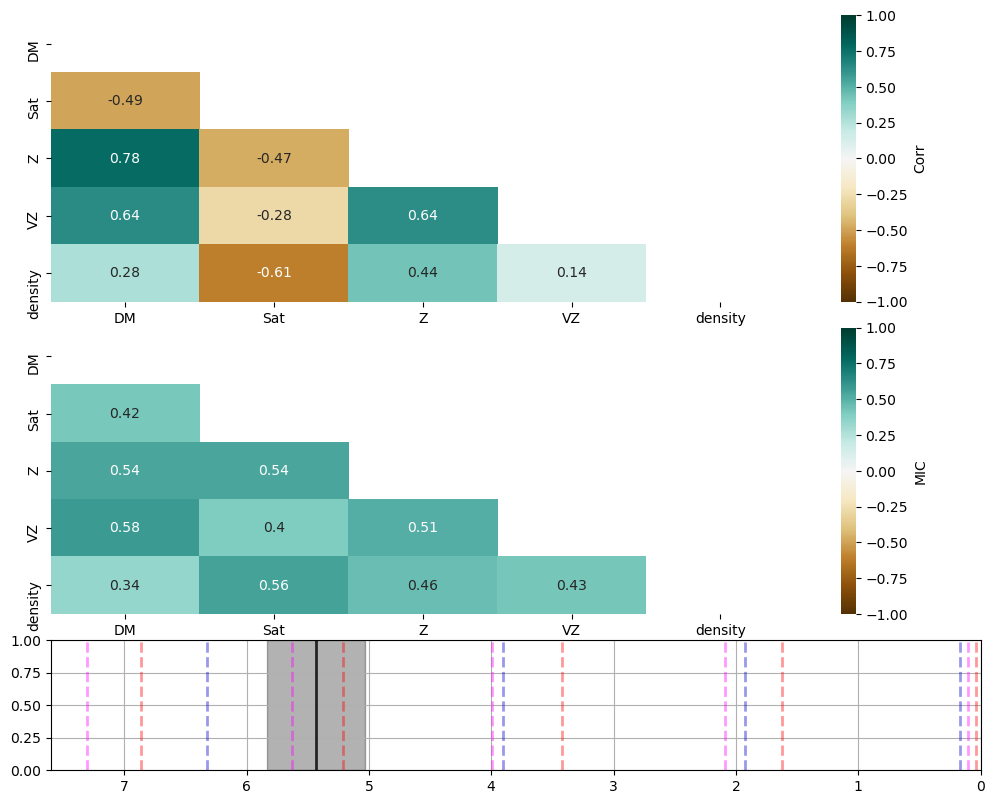 1.00
DM
0.75
Sat
-0.49
0.50
0.25
Z
0.78
-0.47
0.00
Corr
−0.25
VZ
0.64
-0.28
0.64
−0.50
density
0.28
-0.61
0.44
0.14
−0.75
−1.00
DM
Sat
Z
VZ
density
1.00
DM
0.75
Sat
0.42
0.50
0.25
Z
0.54
0.54
0.00
MIC
−0.25
VZ
0.58
0.4
0.51
−0.50
density
0.34
0.56
0.46
0.43
−0.75
−1.00
DM
Sat
Z
VZ
density
1.00
0.75
0.50
0.25
0.00
7
6
5
4
3
2
1
0